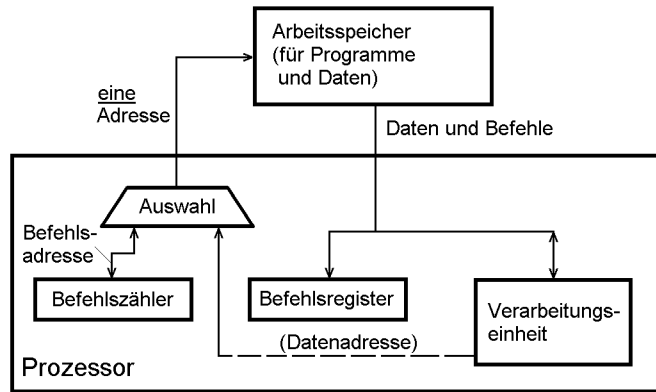 Arbeitsspeicher
(für Programme
und Daten)
eine
Adresse
Daten und Befehle
Auswahl
Befehls-
adresse
Befehlszähler
Befehlsregister
Verarbeitungs-
einheit
(Datenadresse)
Prozessor